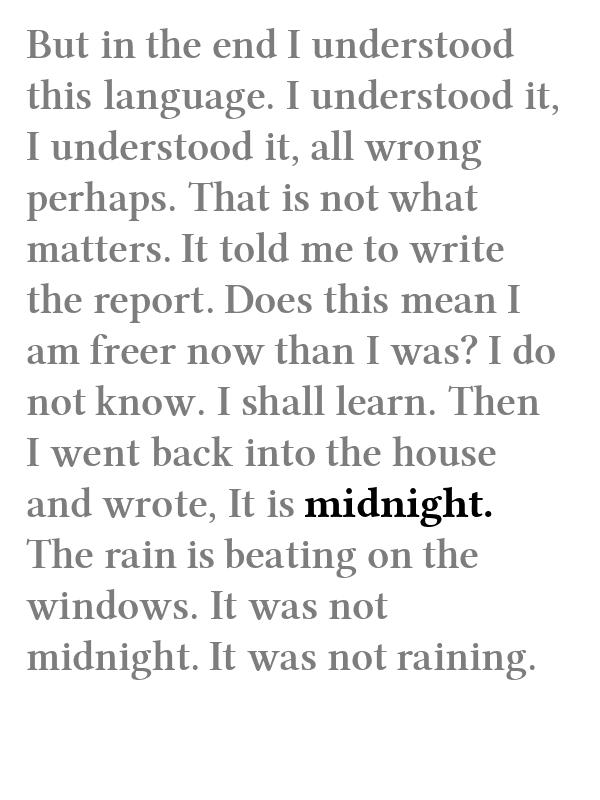 But in the end I understood
this language. I understood it,
I understood it, all wrong
perhaps. That is not what
matters. It told me to write
the report. Does this mean I
am freer now than I was? I do
not know. I shall learn. Then
I went back into the house
and wrote, It is midnight.
The rain is beating on the
windows. It was not
midnight. It was not raining.